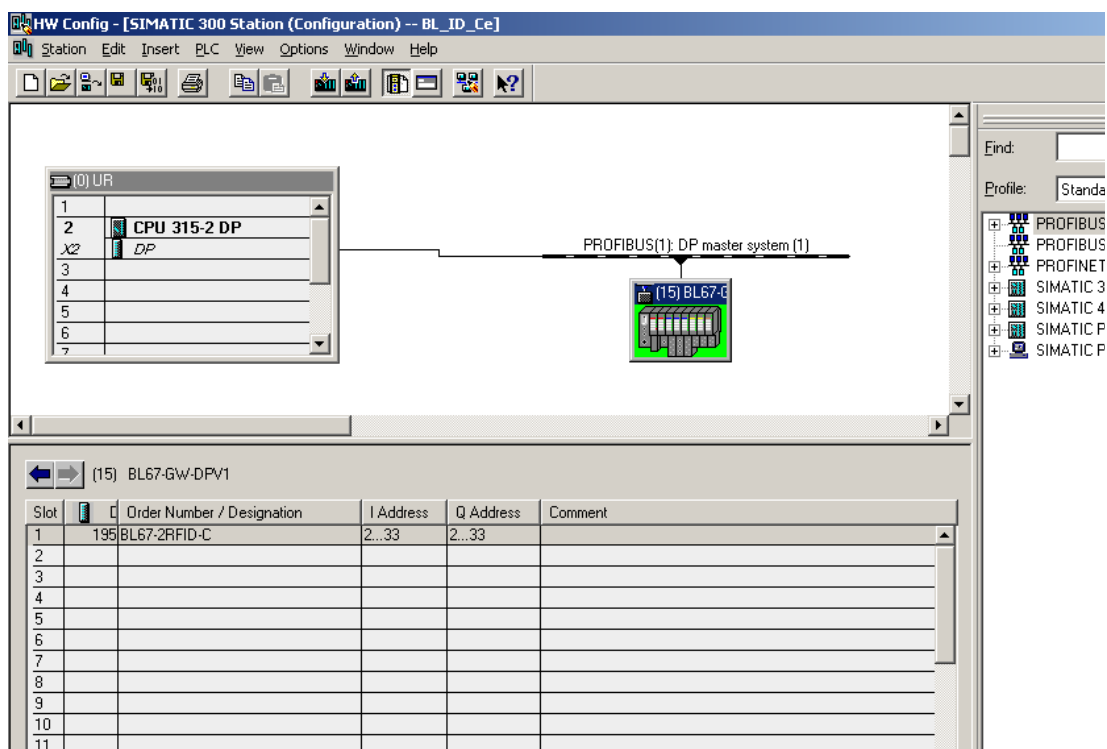 HW Config - [SIMATIC 300 Station (Configuration) -- BL_ID_Ce]
Station Edit Insert PLC View Options Window Help
Find:
Profile: Standa
(0) UR
1
2 CPU 315-2 DP
X2 DP
3
4
5
6
7
PROFIBUS(1): DP master system (1)
(15) BL67-G
PROFIBUS
PROFIBUS
PROFINET
SIMATIC 3
SIMATIC 4
SIMATIC P
SIMATIC P
(15) BL67-GW-DPV1
Slot D Order Number / Designation I Address Q Address Comment
1 195 BL67-2RFID-C 2...33 2...33
2
3
4
5
6
7
8
9
10
11